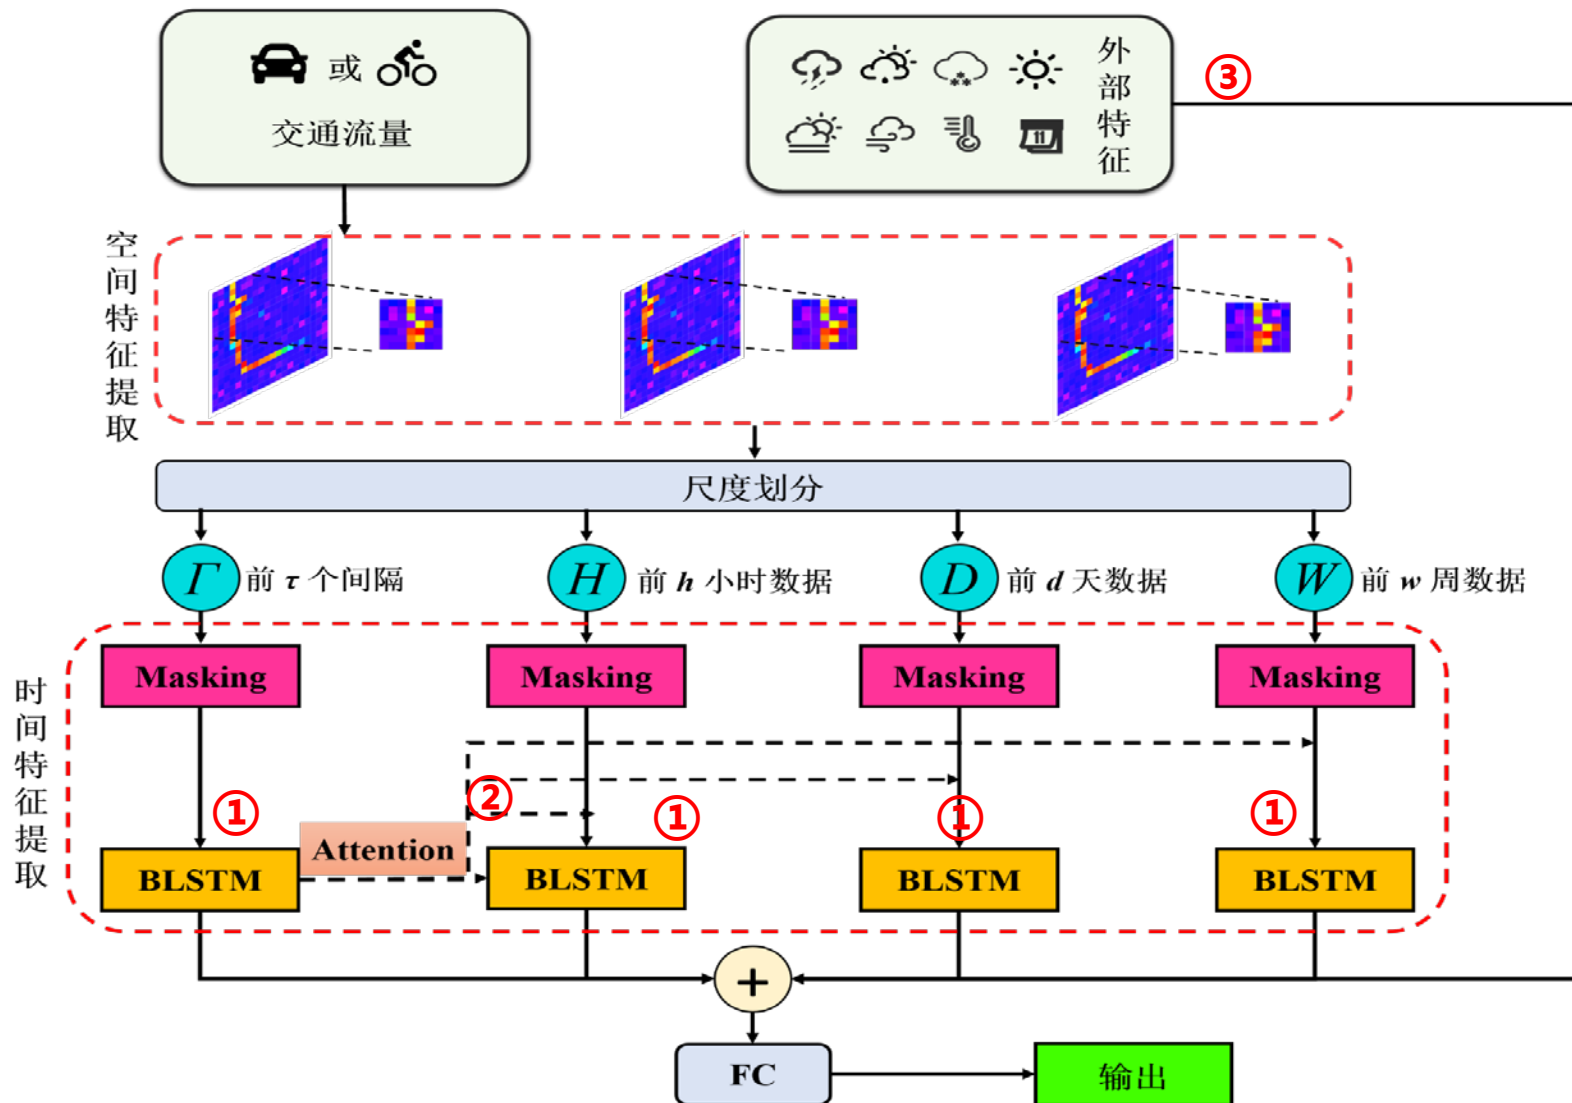 或
交通流量
外部特征
11
③
空间特征提取
尺度划分
Γ 前 τ 个间隔
H 前 h 小时数据
D 前 d 天数据
W 前 w 周数据
时间特征提取
Masking
Masking
Masking
Masking
①
②
①
①
①
Attention
BLSTM
BLSTM
BLSTM
BLSTM
+
FC
输出